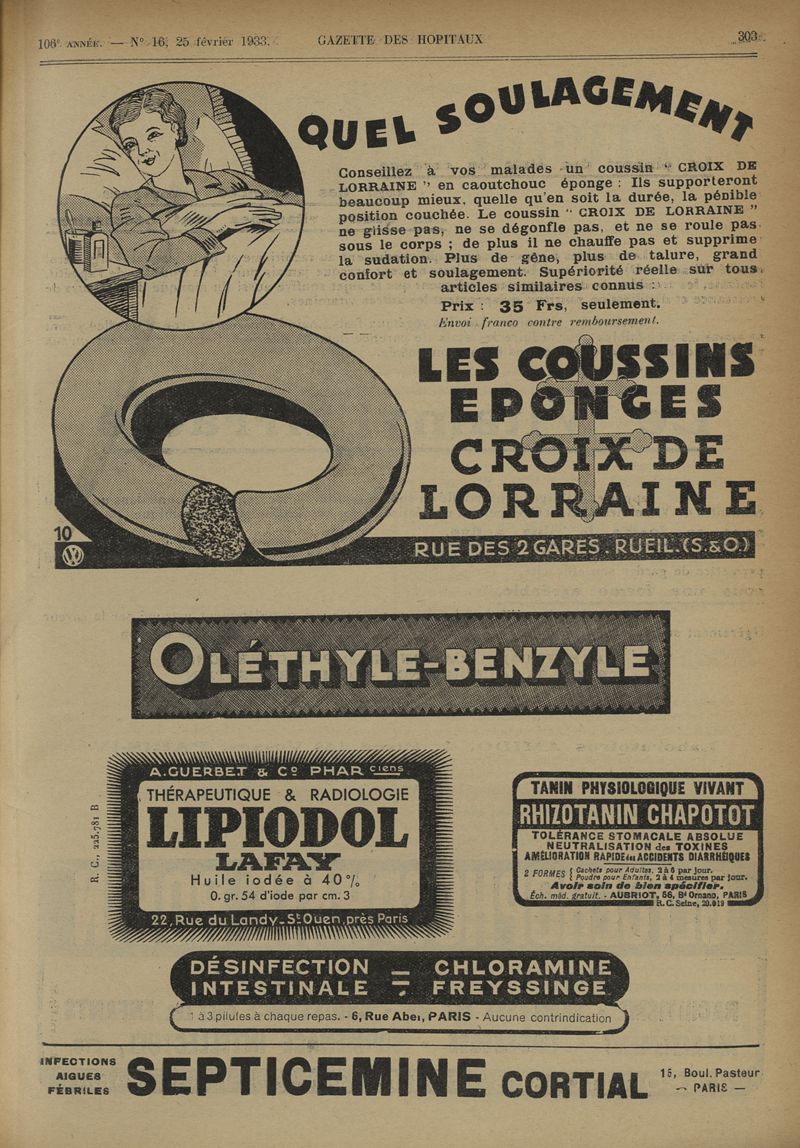 106e ANNÉE. — No 16, 25 février 1933.
GAZETTE DES HOPITAUX
303
QUEL SOULAGEMENT
Conseillez à vos malades un coussin “ CROIX DE
LORRAINE ” en caoutchouc éponge : Ils supporteront
beaucoup mieux, quelle qu'en soit la durée, la pénible
position couchée. Le coussin “ CROIX DE LORRAINE ”
ne glisse pas, ne se dégonfle pas, et ne se roule pas
sous le corps ; de plus il ne chauffe pas et supprime
la sudation. Plus de gêne, plus de talure, grand
confort et soulagement. Supériorité réelle sur tous
articles similaires connus :
Prix : 35 Frs, seulement.
Envoi franco contre remboursement.
LES COUSSINS
EPONGES
CROIX DE
LORRAINE
10
RUE DES 2 GARES. RUEIL. (S.&O.)
OLÉTHYLE-BENZYLE
A. GUERBET & Co PHARciens
THÉRAPEUTIQUE & RADIOLOGIE
LIPIODOL
LAFAY
Huile iodée à 40 %
0. gr. 54 d'iode par cm. 3
22, Rue du Landy_St Ouen, près Paris
R. C., 225.781 B
TANIN PHYSIOLOGIQUE VIVANT
RHIZOTANIN CHAPOTOT
TOLÉRANCE STOMACALE ABSOLUE
NEUTRALISATION des TOXINES
AMÉLIORATION RAPIDE des ACCIDENTS DIARRHÉIQUES
2 FORMES { Cachets pour Adultes, 2 à 6 par jour.
Poudre pour Enfants, 2 à 4 mesures par jour.
Avoir soin de bien spécifier.
Éch. méd. gratuit. - AUBRIOT, 56, Bd Ornano, PARIS
R. C. Seine, 20.019
DÉSINFECTION — CHLORAMINE
INTESTINALE — FREYSSINGE
1 à 3 pilules à chaque repas. - 6, Rue Abel, PARIS - Aucune contrindication
INFECTIONS
AIGUES
FÉBRILES
SEPTICEMINE CORTIAL
15, Boul. Pasteur
— PARIS —